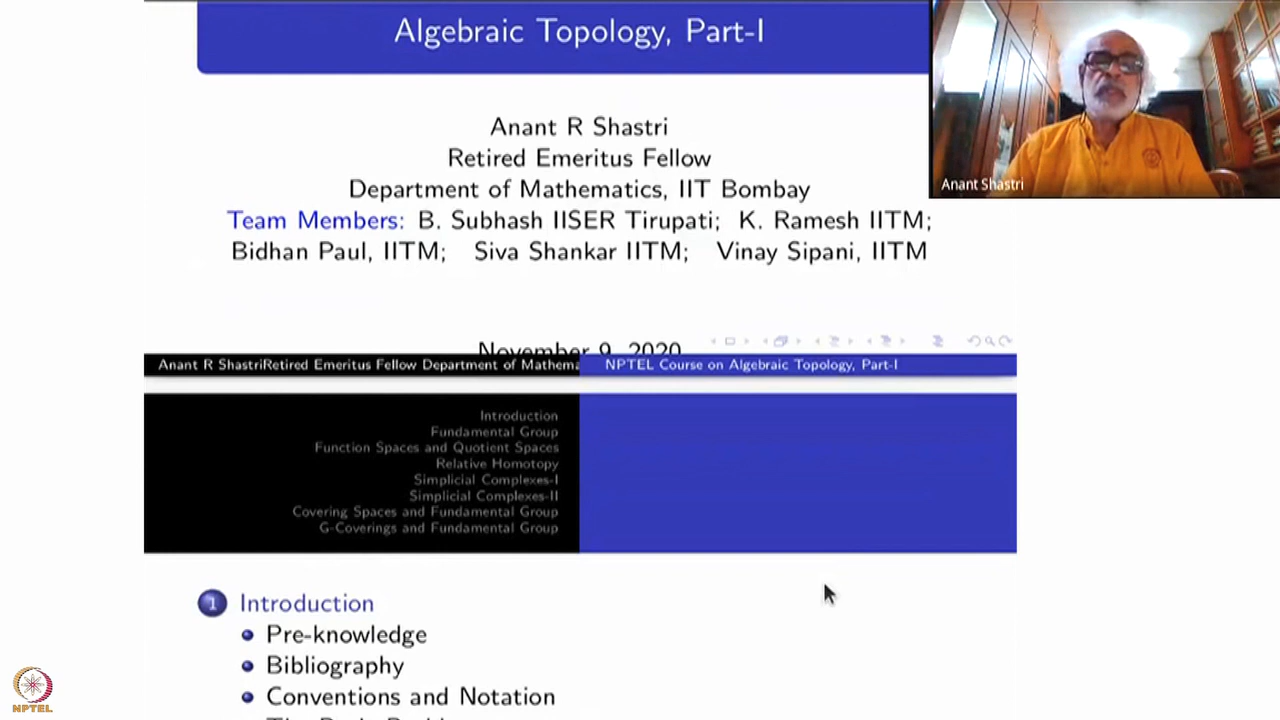 Algebraic Topology, Part-I
Anant R Shastri
Retired Emeritus Fellow
Department of Mathematics, IIT Bombay
Team Members: B. Subhash IISER Tirupati; K. Ramesh IITM;
Bidhan Paul, IITM; Siva Shankar IITM; Vinay Sipani, IITM
November 9, 2020
Anant Shastri
Anant R ShastriRetired Emeritus Fellow Department of Mathema
NPTEL Course on Algebraic Topology, Part-I
Introduction
Fundamental Group
Function Spaces and Quotient Spaces
Relative Homotopy
Simplicial Complexes-I
Simplicial Complexes-II
Covering Spaces and Fundamental Group
G-Coverings and Fundamental Group
1 Introduction
Pre-knowledge
Bibliography
Conventions and Notation
NPTEL